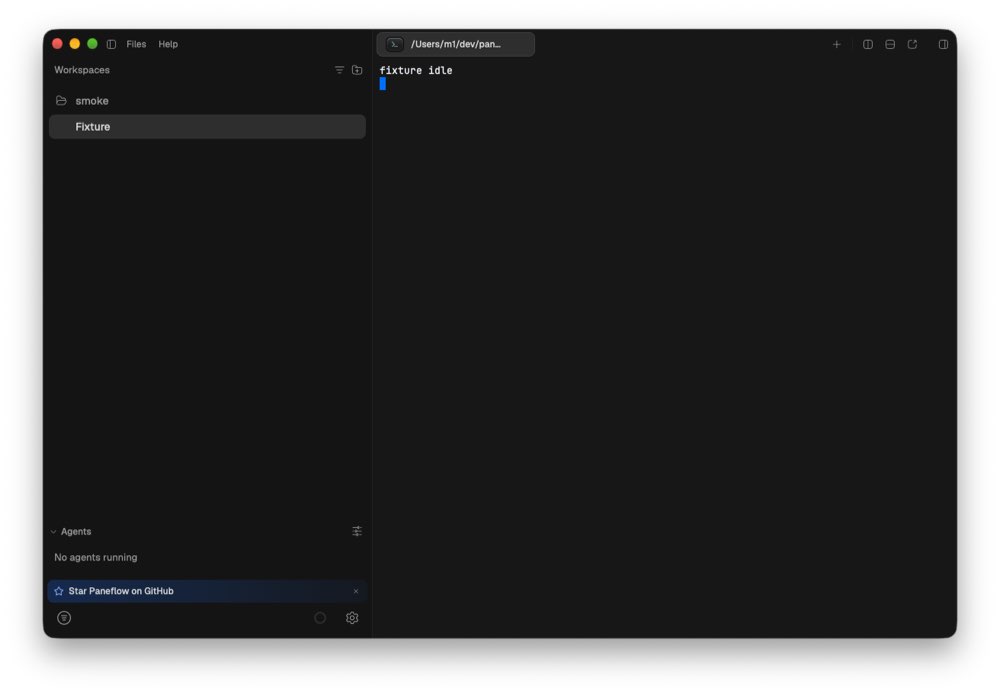 Files Help
Workspaces
smoke
Fixture
Agents
No agents running
Star Paneflow on GitHub
/Users/m1/dev/pan...
fixture idle